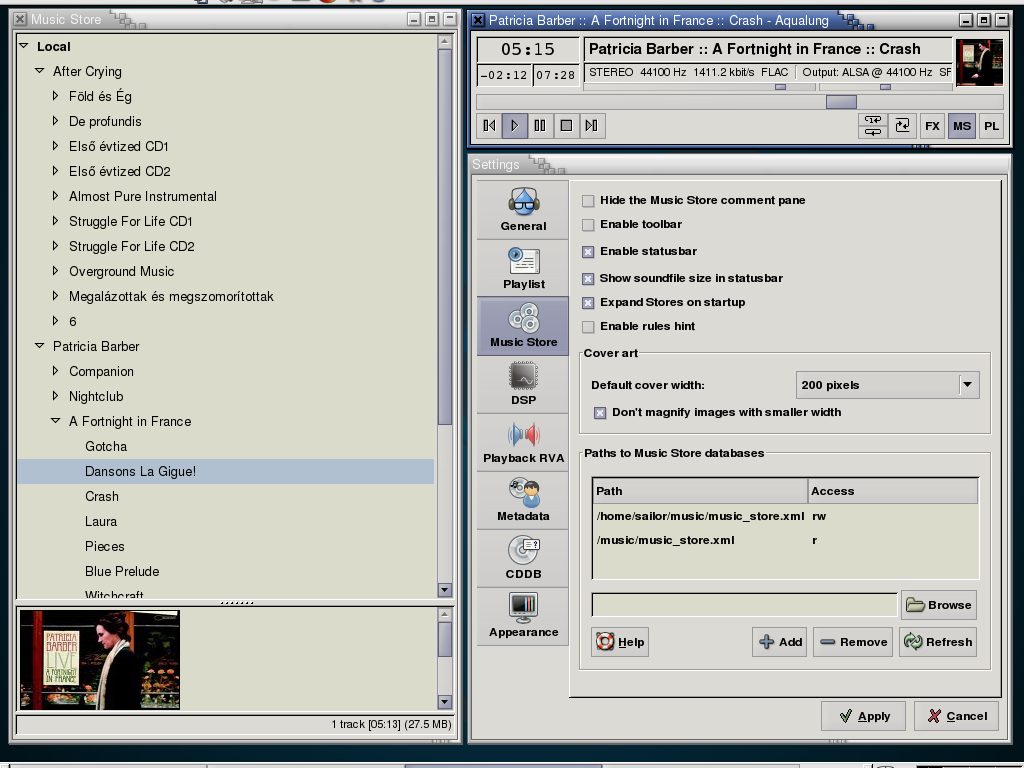 Music Store
Local
After Crying
Föld és Ég
De profundis
Első évtized CD1
Első évtized CD2
Almost Pure Instrumental
Struggle For Life CD1
Struggle For Life CD2
Overground Music
Megalázottak és megszomorítottak
6
Patricia Barber
Companion
Nightclub
A Fortnight in France
Gotcha
Dansons La Gigue!
Crash
Laura
Pieces
Blue Prelude
Witchcraft
PATRICIA
BARBER
LIVE
A FORTNIGHT
IN FRANCE
1 track [05:13] (27.5 MB)
Patricia Barber :: A Fortnight in France :: Crash - Aqualung
05:15
-02:12 07:28
Patricia Barber :: A Fortnight in France :: Crash
STEREO 44100 Hz 1411.2 kbit/s FLAC Output: ALSA @ 44100 Hz SF
FX MS PL
Settings
General
Playlist
Music Store
DSP
Playback RVA
Metadata
CDDB
Appearance
Hide the Music Store comment pane
Enable toolbar
Enable statusbar
Show soundfile size in statusbar
Expand Stores on startup
Enable rules hint
Cover art
Default cover width: 200 pixels
Don't magnify images with smaller width
Paths to Music Store databases
Path Access
/home/sailor/music/music_store.xml rw
/music/music_store.xml r
Browse
Help Add Remove Refresh
Apply Cancel